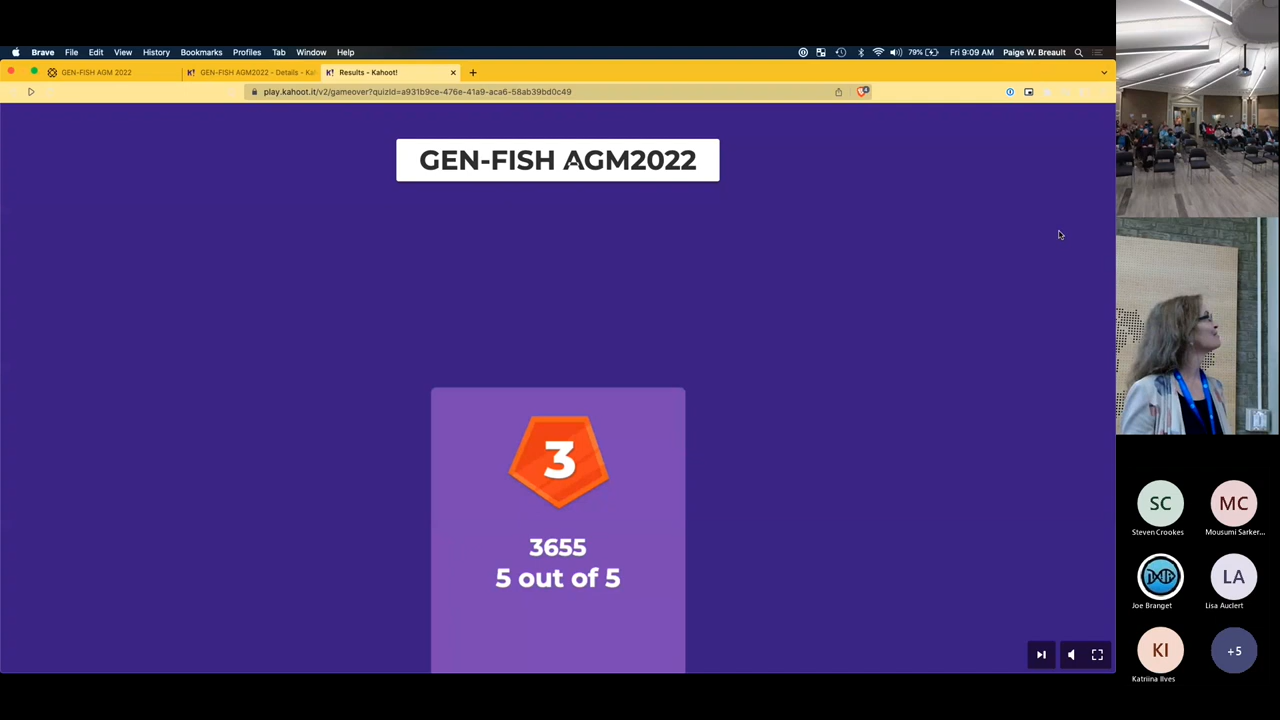 Brave File Edit View History Bookmarks Profiles Tab Window Help 79% Fri 9:09 AM Paige W. Breault
GEN-FISH AGM 2022 K! GEN-FISH AGM2022 - Details - Ka K! Results - Kahoot!
play.kahoot.it/v2/gameover?quizId=a931b9ce-476e-41a9-aca6-58ab39bd0c49
GEN-FISH AGM2022
3
3655
5 out of 5
SC MC
Steven Crookes Mousumi Sarker...
Joe Branget Lisa Auclert
LA
KI +5
Katriina Ilves